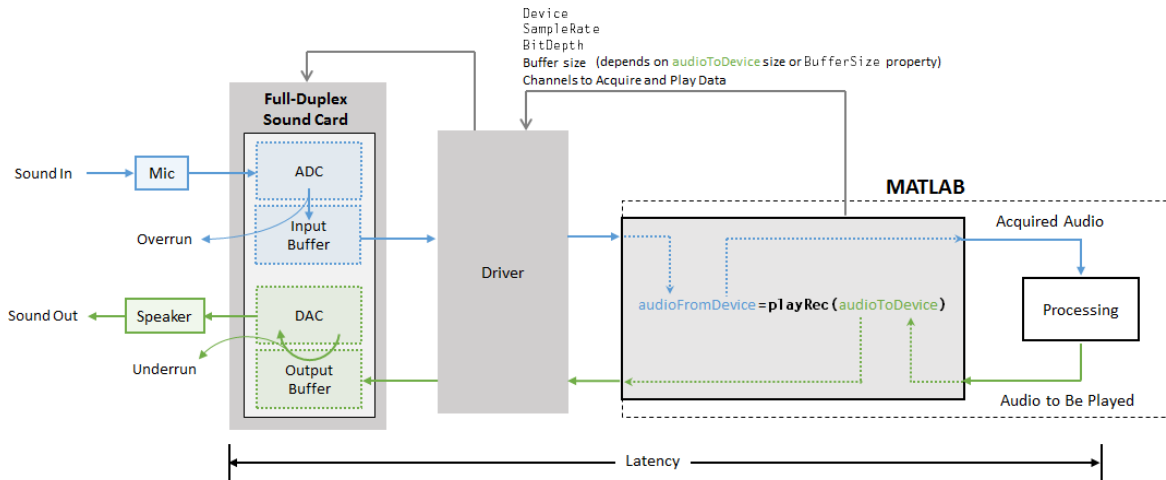 Device
SampleRate
BitDepth
Buffer size (depends on audioToDevice size or BufferSize property)
Channels to Acquire and Play Data
Full-Duplex
Sound Card
Sound In
Mic
ADC
Input
Buffer
Overrun
Driver
MATLAB
Acquired Audio
audioFromDevice=playRec(audioToDevice)
Processing
Sound Out
Speaker
DAC
Underrun
Output
Buffer
Audio to Be Played
Latency